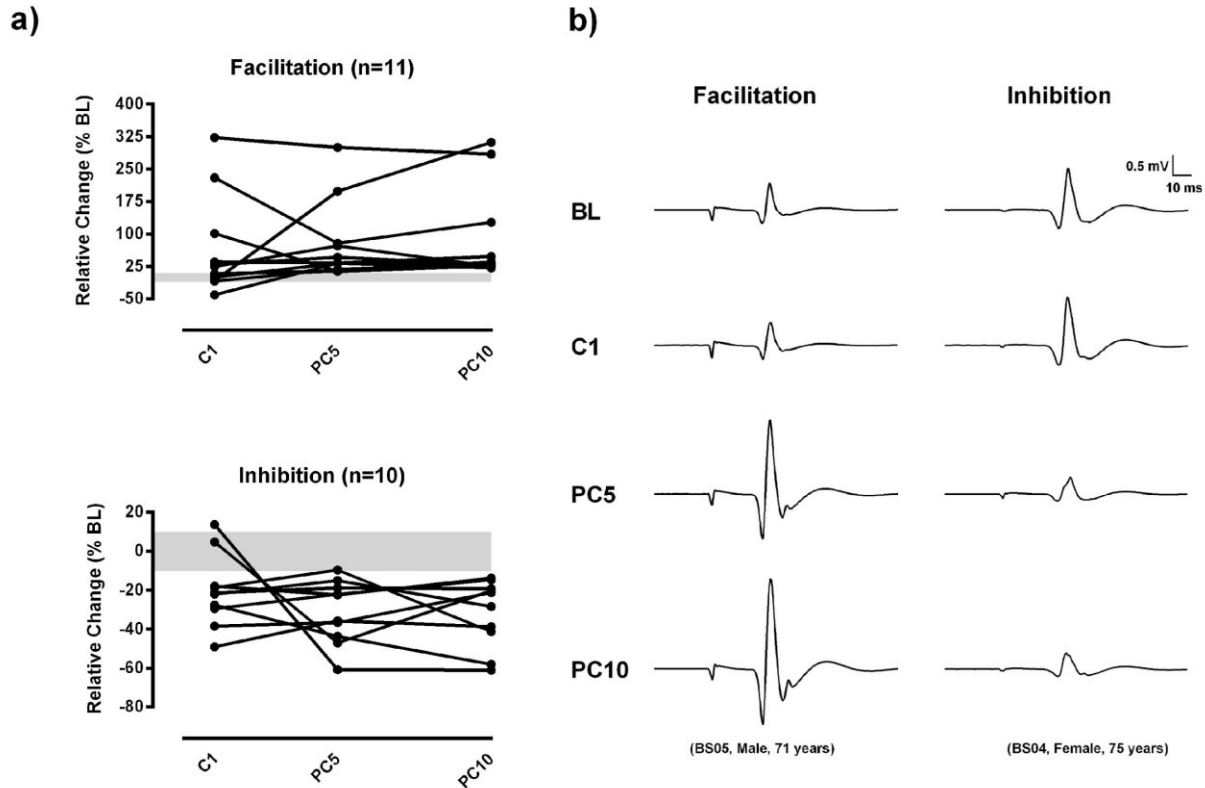 a)
Facilitation (n=11)
Relative Change (% BL)
400
325
250
175
100
25
-50
C1
PC5
PC10
Inhibition (n=10)
Relative Change (% BL)
20
0
-20
-40
-60
-80
C1
PC5
PC10
b)
Facilitation
Inhibition
0.5 mV
10 ms
BL
C1
PC5
PC10
(BS05, Male, 71 years)
(BS04, Female, 75 years)